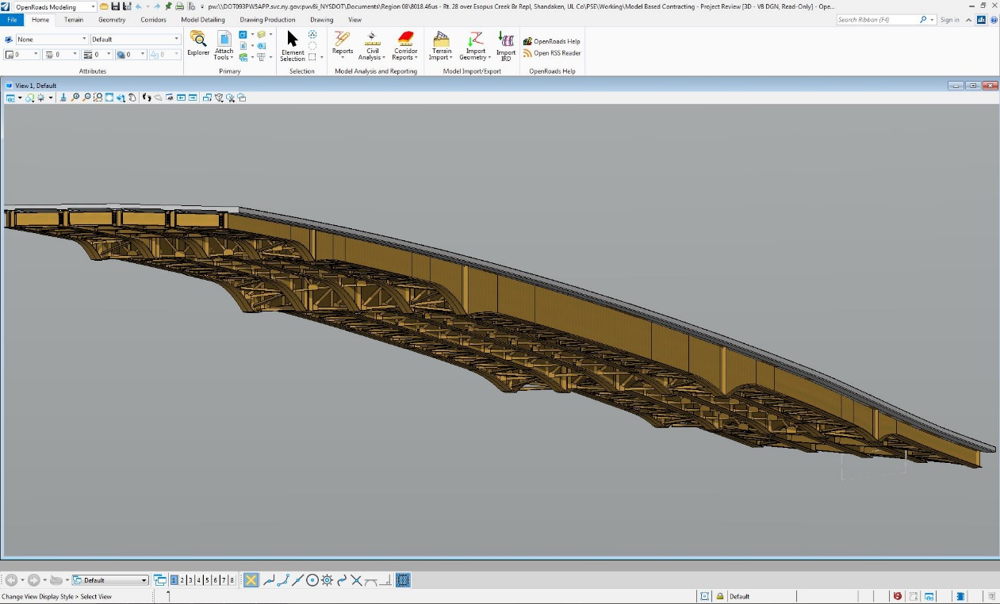 OpenRoads Modeling
pw:\\DOT093PW5APP.svc.ny.gov:pwv8i_NYSDOT\Documents\Region 08\8018.46us - Rt. 28 over Esopus Creek Br Repl, Shandaken, UL Co\PSE\Working\Model Based Contracting - Project Review [3D - V8 DGN, Read-Only] - Ope...
File Home Terrain Geometry Corridors Model Detailing Drawing Production Drawing View
Search Ribbon (F4) Sign in
None Default
0 0 0 0 0
Explorer
Attach Tools
Element Selection
Reports
Civil Analysis
Corridor Reports
Terrain Import
Import Geometry
Import IRD
OpenRoads Help
Open RSS Reader
Attributes Primary Selection Model Analysis and Reporting Model Import/Export OpenRoads Help
View 1, Default
Default 1 2 3 4 5 6 7 8
Change View Display Style > Select View Default